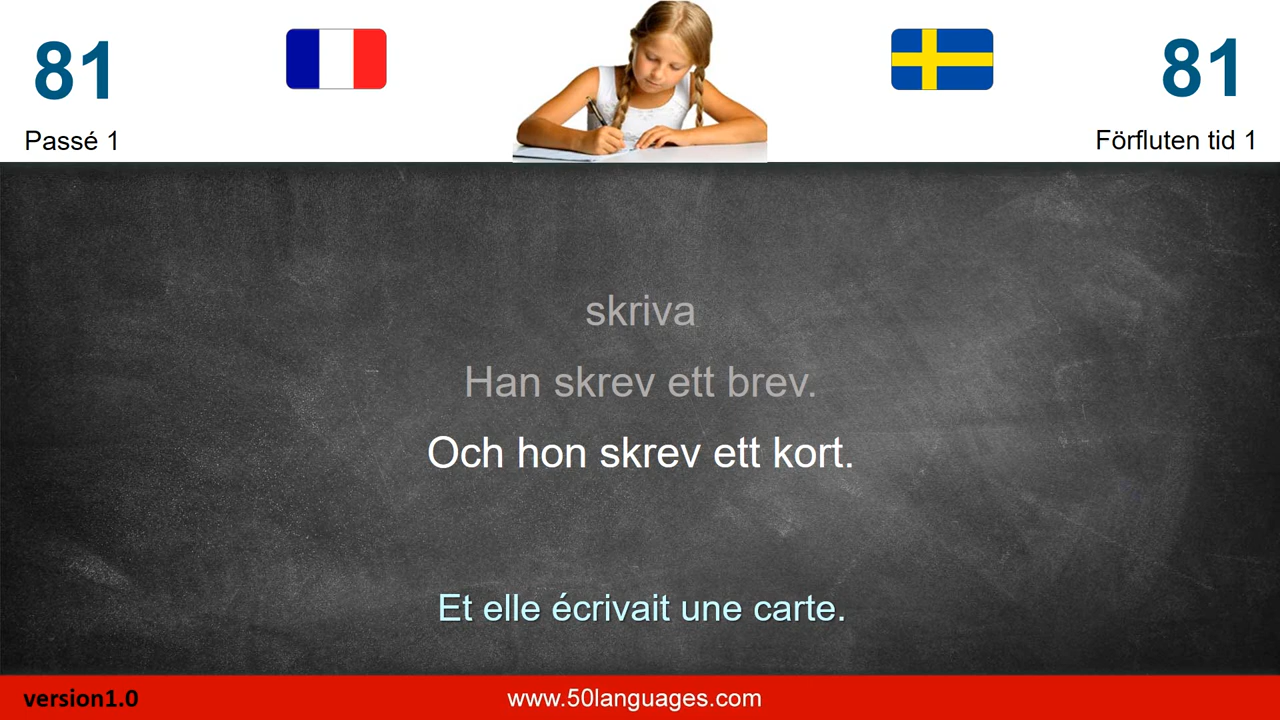 81
81
Passé 1
Förfluten tid 1
skriva
Han skrev ett brev.
Och hon skrev ett kort.
Et elle écrivait une carte.
version1.0
www.50languages.com